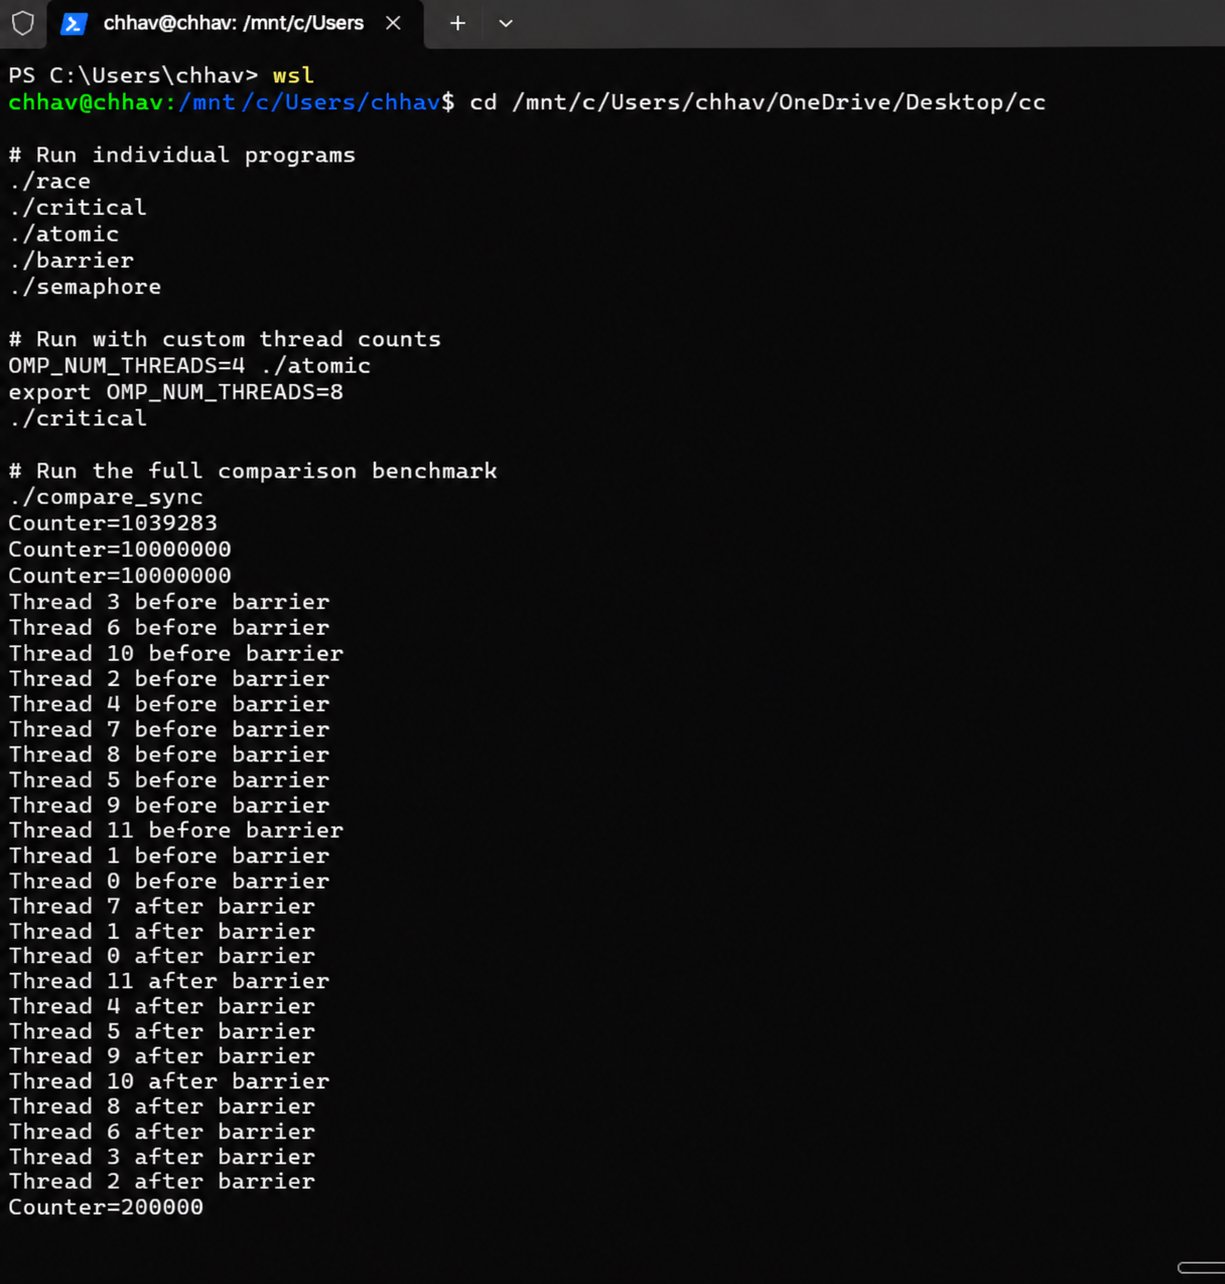 chhav@chhav: /mnt/c/Users
PS C:\Users\chhav> wsl
chhav@chhav:/mnt/c/Users/chhav$ cd /mnt/c/Users/chhav/OneDrive/Desktop/cc
# Run individual programs
./race
./critical
./atomic
./barrier
./semaphore
# Run with custom thread counts
OMP_NUM_THREADS=4 ./atomic
export OMP_NUM_THREADS=8
./critical
# Run the full comparison benchmark
./compare_sync
Counter=1039283
Counter=10000000
Counter=10000000
Thread 3 before barrier
Thread 6 before barrier
Thread 10 before barrier
Thread 2 before barrier
Thread 4 before barrier
Thread 7 before barrier
Thread 8 before barrier
Thread 5 before barrier
Thread 9 before barrier
Thread 11 before barrier
Thread 1 before barrier
Thread 0 before barrier
Thread 7 after barrier
Thread 1 after barrier
Thread 0 after barrier
Thread 11 after barrier
Thread 4 after barrier
Thread 5 after barrier
Thread 9 after barrier
Thread 10 after barrier
Thread 8 after barrier
Thread 6 after barrier
Thread 3 after barrier
Thread 2 after barrier
Counter=200000